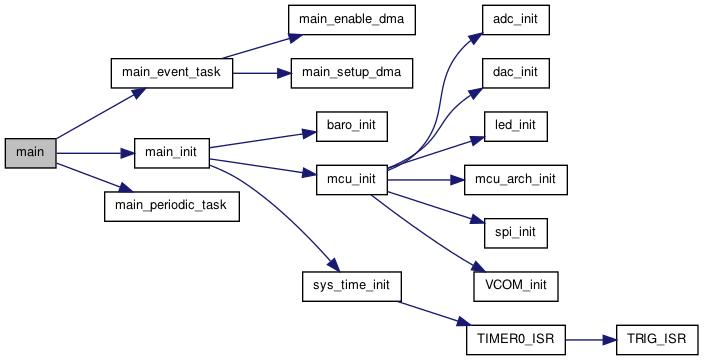 main
main_event_task
main_init
main_periodic_task
main_enable_dma
main_setup_dma
baro_init
mcu_init
sys_time_init
adc_init
dac_init
led_init
mcu_arch_init
spi_init
VCOM_init
TIMER0_ISR
TRIG_ISR